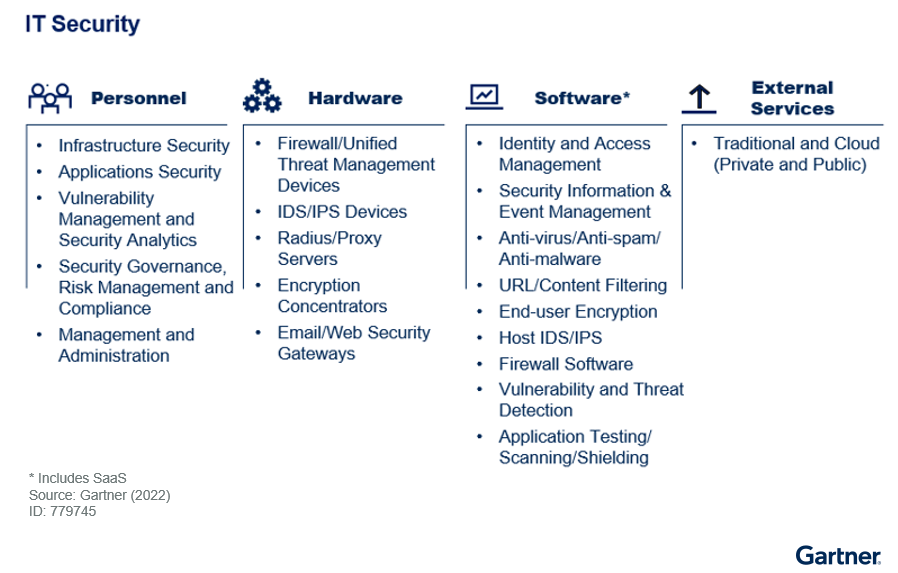 IT Security
Personnel
• Infrastructure Security
• Applications Security
• Vulnerability
Management and
Security Analytics
• Security Governance,
Risk Management and
Compliance
• Management and
Administration
Hardware
• Firewall/Unified
Threat Management
Devices
• IDS/IPS Devices
• Radius/Proxy
Servers
• Encryption
Concentrators
• Email/Web Security
Gateways
Software*
• Identity and Access
Management
• Security Information &
Event Management
• Anti-virus/Anti-spam/
Anti-malware
• URL/Content Filtering
• End-user Encryption
• Host IDS/IPS
• Firewall Software
• Vulnerability and Threat
Detection
• Application Testing/
Scanning/Shielding
External
Services
• Traditional and Cloud
(Private and Public)
* Includes SaaS
Source: Gartner (2022)
ID: 779745
Gartner